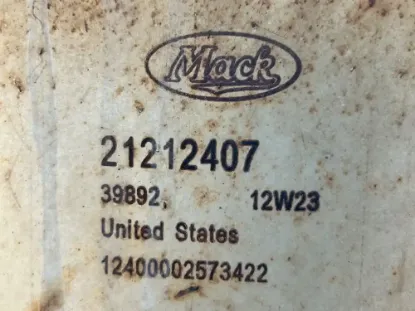 Mack
21212407
39892, 12W23
United States
12400002573422